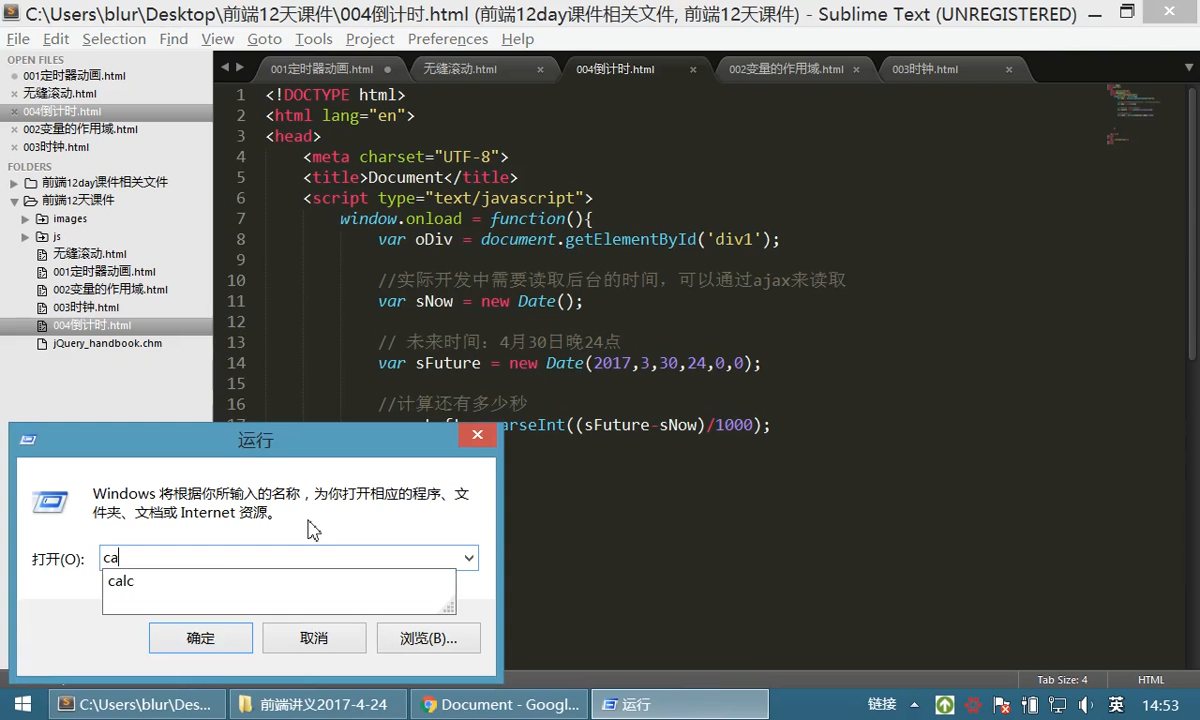 C:\Users\blur\Desktop\前端12天课件\004倒计时.html (前端12day课件相关文件, 前端12天课件) - Sublime Text (UNREGISTERED)
File Edit Selection Find View Goto Tools Project Preferences Help
OPEN FILES
001定时器动画.html
无缝滚动.html
004倒计时.html
002变量的作用域.html
003时钟.html
FOLDERS
前端12day课件相关文件
前端12天课件
images
js
无缝滚动.html
001定时器动画.html
002变量的作用域.html
003时钟.html
004倒计时.html
jQuery_handbook.chm
001定时器动画.html 无缝滚动.html 004倒计时.html 002变量的作用域.html 003时钟.html
1 <!DOCTYPE html>
2 <html lang="en">
3 <head>
4 <meta charset="UTF-8">
5 <title>Document</title>
6 <script type="text/javascript">
7 window.onload = function(){
8 var oDiv = document.getElementById('div1');
9
10 //实际开发中需要读取后台的时间，可以通过ajax来读取
11 var sNow = new Date();
12
13 // 未来时间：4月30日晚24点
14 var sFuture = new Date(2017,3,30,24,0,0);
15
16 //计算还有多少秒
arseInt((sFuture-sNow)/1000);
运行
Windows 将根据你所输入的名称，为你打开相应的程序、文
件夹、文档或 Internet 资源。
打开(O): ca
calc
确定 取消 浏览(B)...
Tab Size: 4 HTML
C:\Users\blur\Des... 前端讲义2017-4-24 Document - Googl... 运行 链接 英 14:53